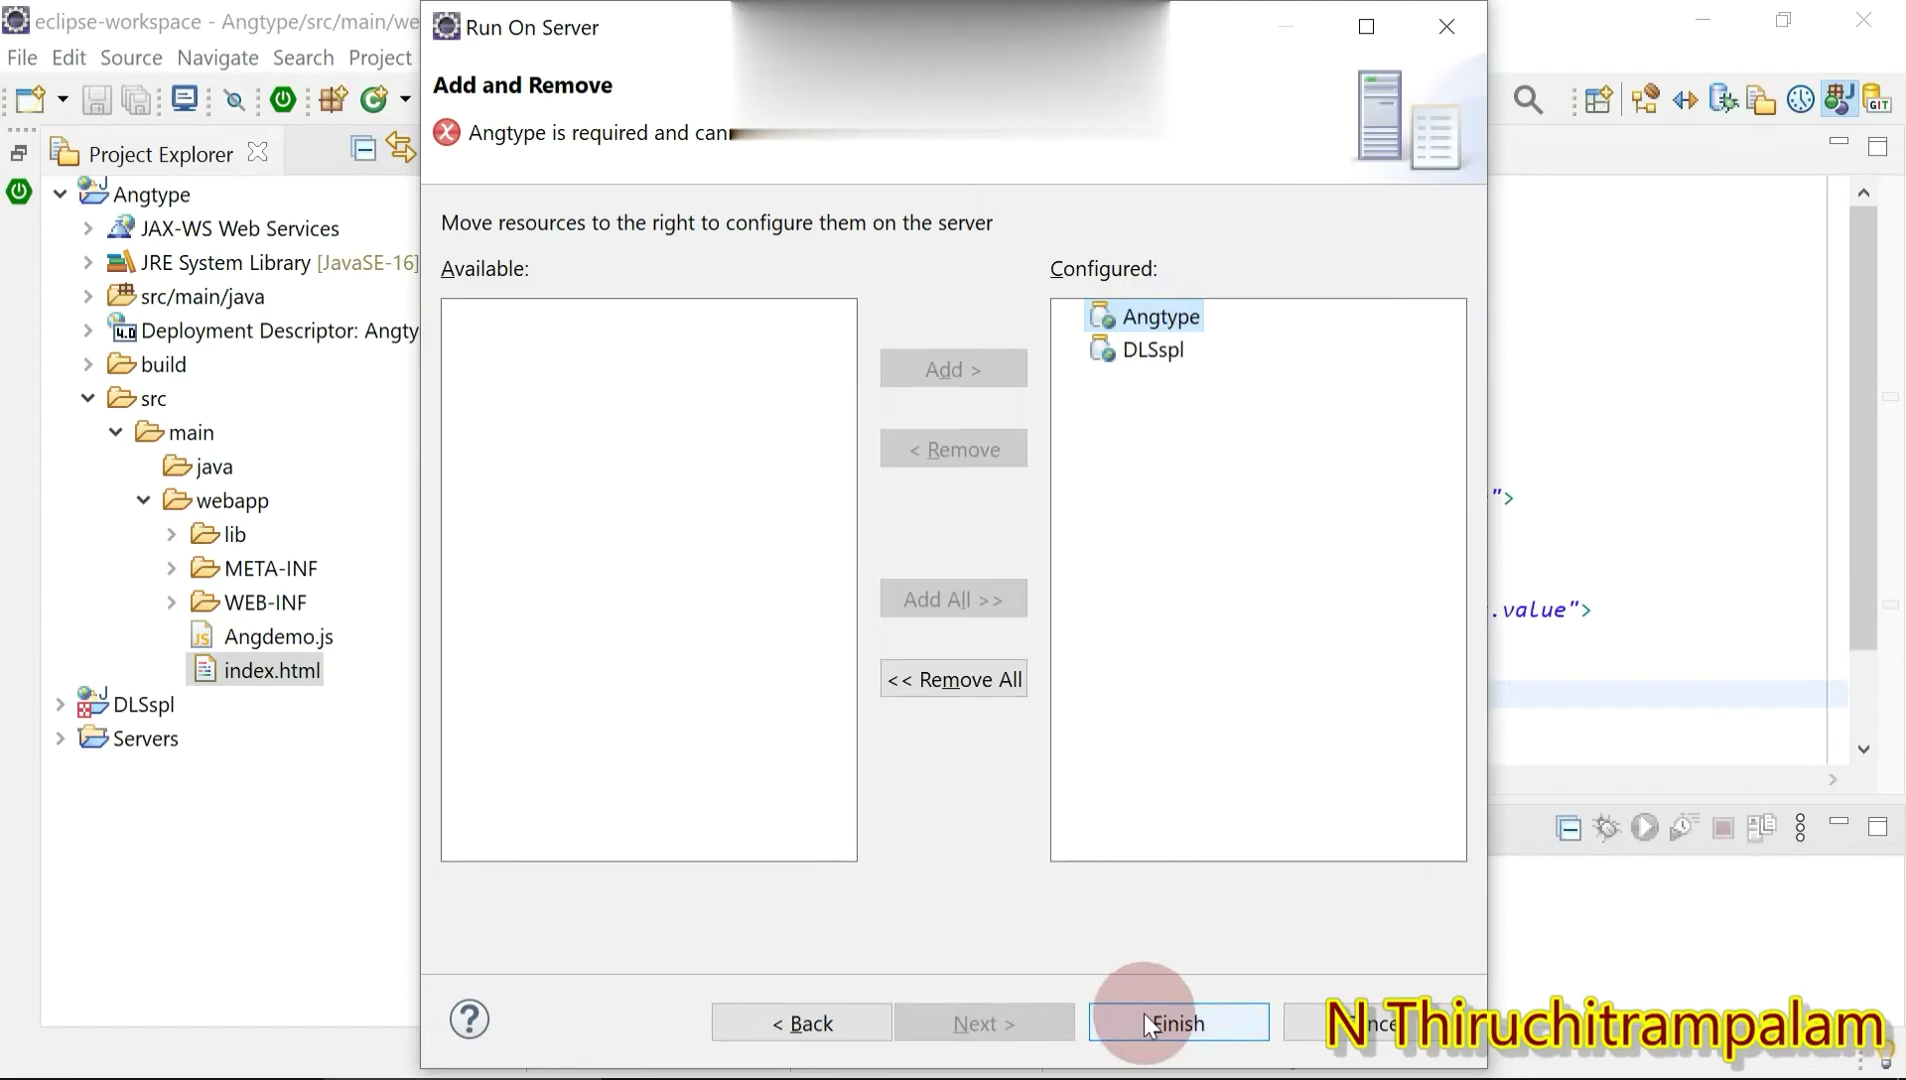 eclipse-workspace - Angtype/src/main/we
Run On Server
File Edit Source Navigate Search Project
Add and Remove
Angtype is required and can
Project Explorer
GIT
Angtype
JAX-WS Web Services
JRE System Library [JavaSE-16]
src/main/java
4.0 Deployment Descriptor: Angty
build
src
main
java
webapp
lib
META-INF
WEB-INF
JS Angdemo.js
index.html
DLSspl
Servers
Move resources to the right to configure them on the server
Available:
Configured:
Angtype
DLSspl
Add >
< Remove
Add All >>
<< Remove All
">
.value">
?
< Back
Next >
Finish
N Thiruchitrampalam